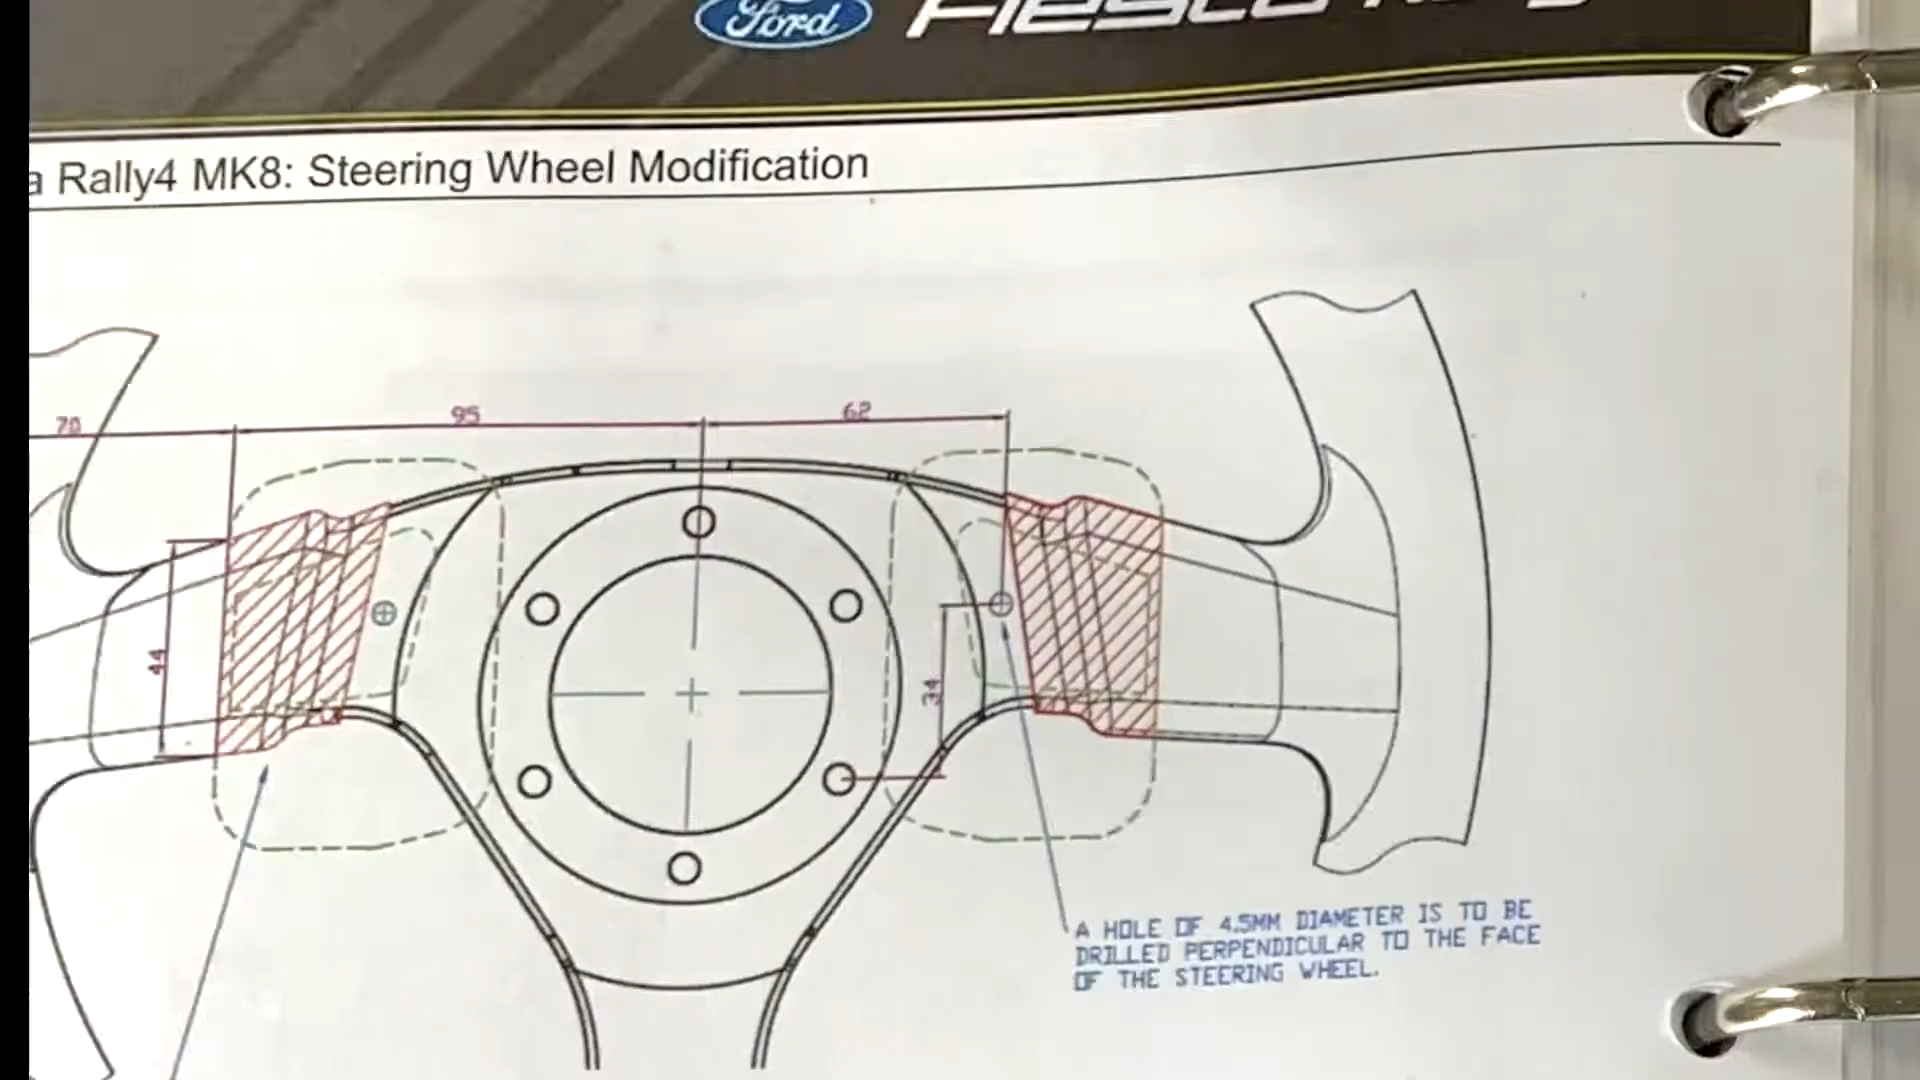 Ford
a Rally4 MK8: Steering Wheel Modification
70
95
62
44
34
A HOLE OF 4.5MM DIAMETER IS TO BE
DRILLED PERPENDICULAR TO THE FACE
OF THE STEERING WHEEL.